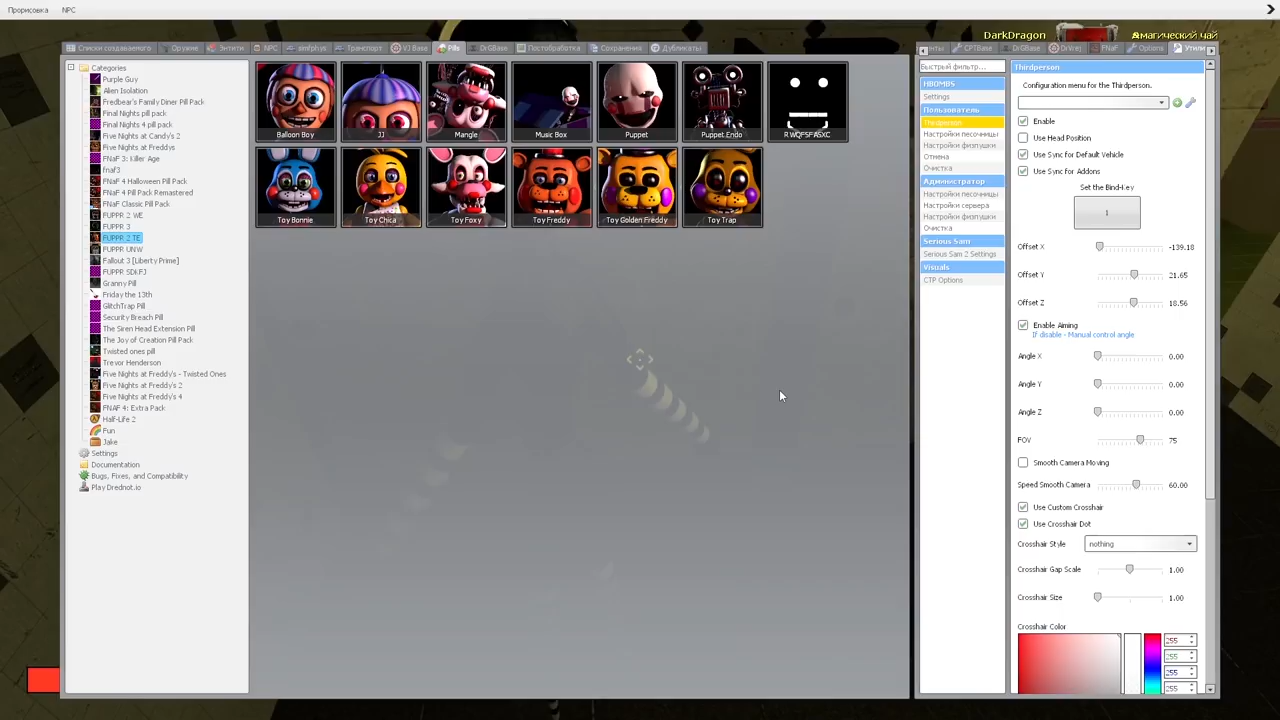 Прорисовка NPC
DarkDragon Амагический чай
Списки создаваемого Оружие Энтити NPC simfphys Транспорт VJ Base Pills DrGBase Постобработка Сохранения Дубликаты
енты CPTBase DrGBase DrVrej FNaF Options Утили
Categories
Purple Guy
Alien Isolation
Fredbear's Family Diner Pill Pack
Final Nights pill pack
Final Nights 4 pill pack
Five Nights at Candy's 2
Five Nights at Freddys
FNaF 3: Killer Age
fnaf3
FNaF 4 Halloween Pill Pack
FNaF 4 Pill Pack Remastered
FNaF Classic Pill Pack
FUPPR 2 WE
FUPPR 3
FUPPR 2 TE
FUPPR UNW
Fallout 3 [Liberty Prime]
FUPPR SDI:FJ
Granny Pill
Friday the 13th
GlitchTrap Pill
Security Breach Pill
The Siren Head Extension Pill
The Joy of Creation Pill Pack
Twisted ones pill
Trevor Henderson
Five Nights at Freddy's - Twisted Ones
Five Nights at Freddy's 2
Five Nights at Freddy's 4
FNAF 4: Extra Pack
Half-Life 2
Fun
Jake
Settings
Documentation
Bugs, Fixes, and Compatibility
Play Drednot.io
Balloon Boy JJ Mangle Music Box Puppet Puppet Endo RWQFSFASXC
Toy Bonnie Toy Chica Toy Foxy Toy Freddy Toy Golden Freddy Toy Trap
Быстрый фильтр...
HBOMBS
Settings
Пользователь
Thirdperson
Настройки песочницы
Настройки физпушки
Отмена
Очистка
Администратор
Настройки песочницы
Настройки сервера
Настройки физпушки
Очистка
Serious Sam
Serious Sam 2 Settings
Visuals
CTP Options
Thirdperson
Configuration menu for the Thirdperson.
Enable
Use Head Position
Use Sync for Default Vehicle
Use Sync for Addons
Set the Bind-Key
1
Offset X -139.18
Offset Y 21.65
Offset Z 18.56
Enable Aiming
If disable - Manual control angle
Angle X 0.00
Angle Y 0.00
Angle Z 0.00
FOV 75
Smooth Camera Moving
Speed Smooth Camera 60.00
Use Custom Crosshair
Use Crosshair Dot
Crosshair Style nothing
Crosshair Gap Scale 1.00
Crosshair Size 1.00
Crosshair Color
255
255
255
255